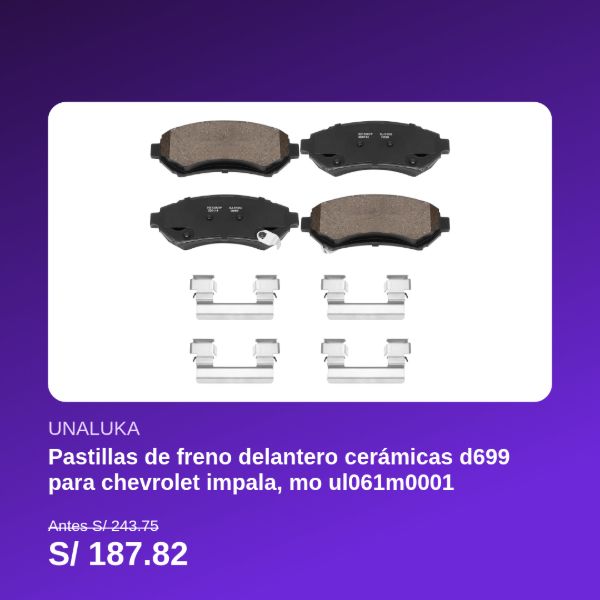 UNALUKA
Pastillas de freno delantero cerámicas d699
para chevrolet impala, mo ul061m0001
Antes S/ 243.75
S/ 187.82